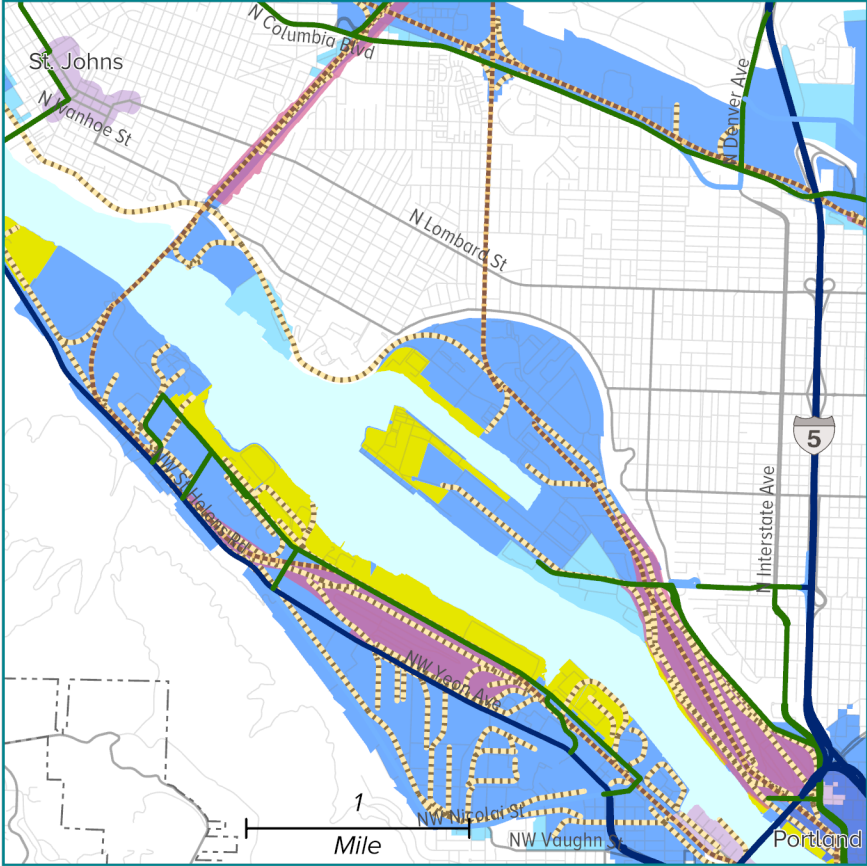 N Columbia Blvd
St. Johns
N Ivanhoe St
N Denver Ave
N Lombard St
5
NW St Helens Rd
N Interstate Ave
NW Yeon Ave
1
Mile
NW Nicolai St
NW Vaughn St
Portland